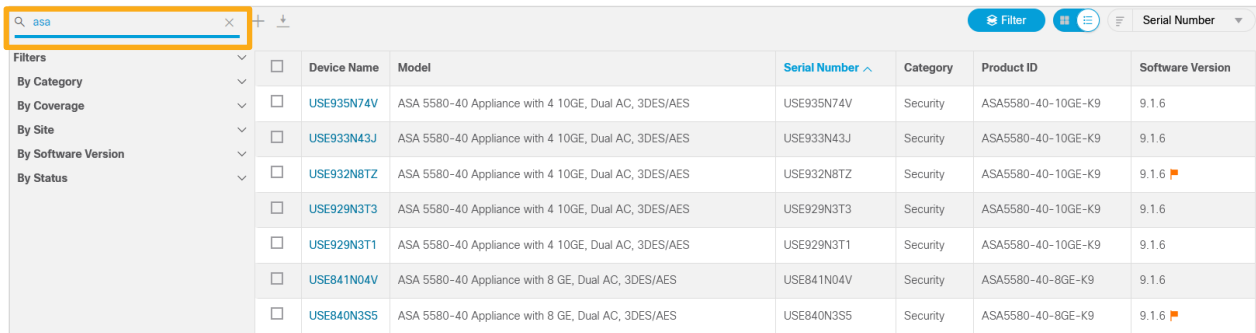 asa
Filter
Serial Number
Filters
By Category
By Coverage
By Site
By Software Version
By Status
Device Name Model Serial Number Category Product ID Software Version
USE935N74V ASA 5580-40 Appliance with 4 10GE, Dual AC, 3DES/AES USE935N74V Security ASA5580-40-10GE-K9 9.1.6
USE933N43J ASA 5580-40 Appliance with 4 10GE, Dual AC, 3DES/AES USE933N43J Security ASA5580-40-10GE-K9 9.1.6
USE932N8TZ ASA 5580-40 Appliance with 4 10GE, Dual AC, 3DES/AES USE932N8TZ Security ASA5580-40-10GE-K9 9.1.6
USE929N3T3 ASA 5580-40 Appliance with 4 10GE, Dual AC, 3DES/AES USE929N3T3 Security ASA5580-40-10GE-K9 9.1.6
USE929N3T1 ASA 5580-40 Appliance with 4 10GE, Dual AC, 3DES/AES USE929N3T1 Security ASA5580-40-10GE-K9 9.1.6
USE841N04V ASA 5580-40 Appliance with 8 GE, Dual AC, 3DES/AES USE841N04V Security ASA5580-40-8GE-K9 9.1.6
USE840N3S5 ASA 5580-40 Appliance with 8 GE, Dual AC, 3DES/AES USE840N3S5 Security ASA5580-40-8GE-K9 9.1.6